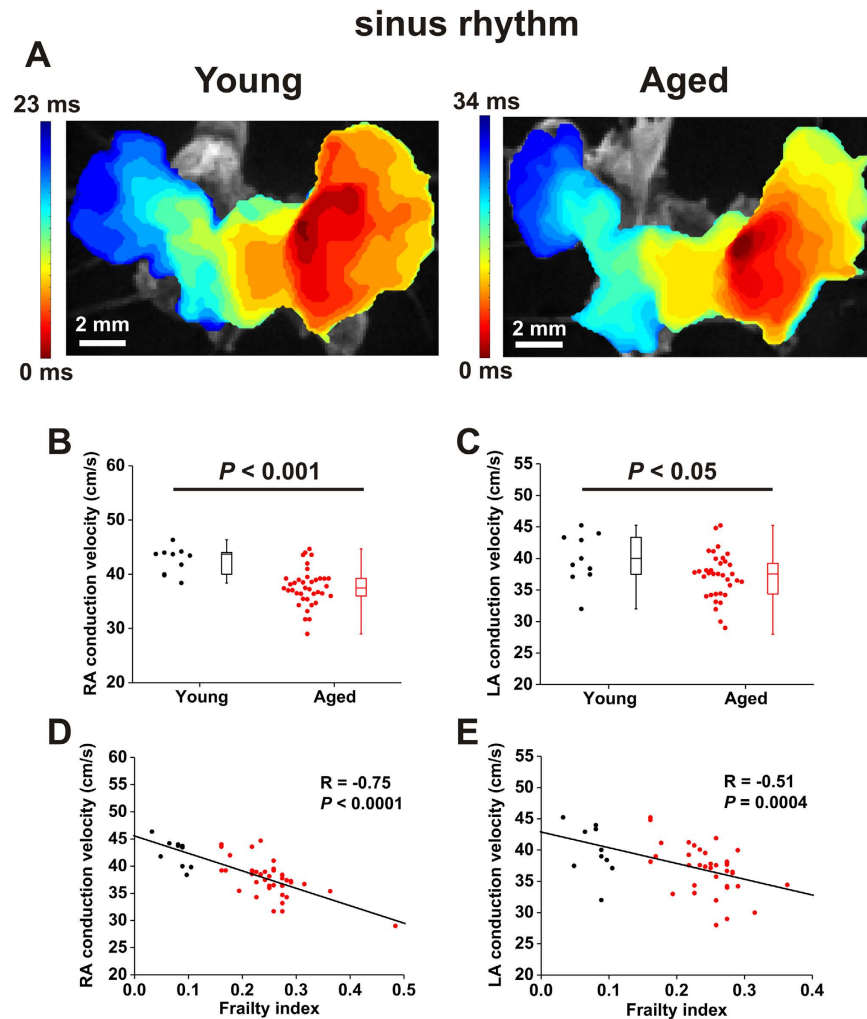 sinus rhythm
A
Young
Aged
23 ms
34 ms
2 mm
2 mm
0 ms
0 ms
B
RA conduction velocity (cm/s)
60
50
40
30
20
P < 0.001
Young
Aged
C
LA conduction velocity (cm/s)
55
50
45
40
35
30
25
20
P < 0.05
Young
Aged
D
RA conduction velocity (cm/s)
60
55
50
45
40
35
30
25
20
R = -0.75
P < 0.0001
0.0
0.1
0.2
0.3
0.4
0.5
Frailty index
E
LA conduction velocity (cm/s)
55
50
45
40
35
30
25
20
R = -0.51
P = 0.0004
0.0
0.1
0.2
0.3
0.4
Frailty index